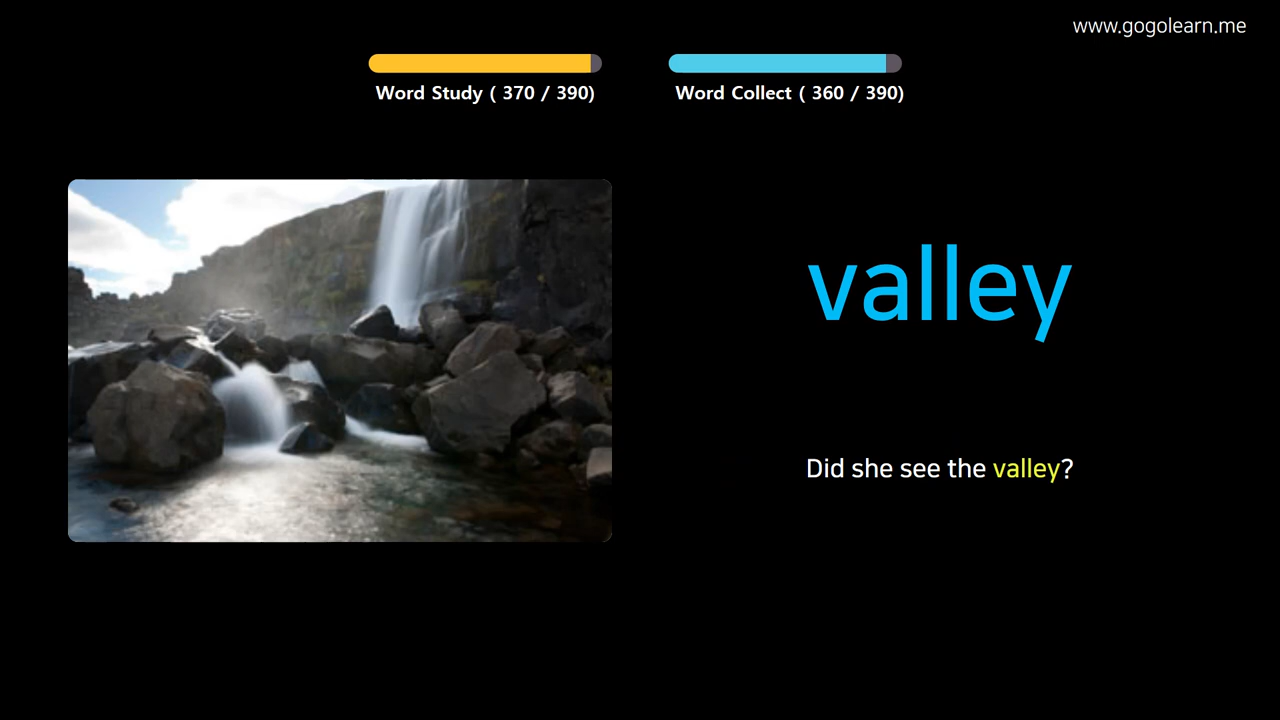 www.gogolearn.me
Word Study ( 370 / 390)
Word Collect ( 360 / 390)
valley
Did she see the valley?